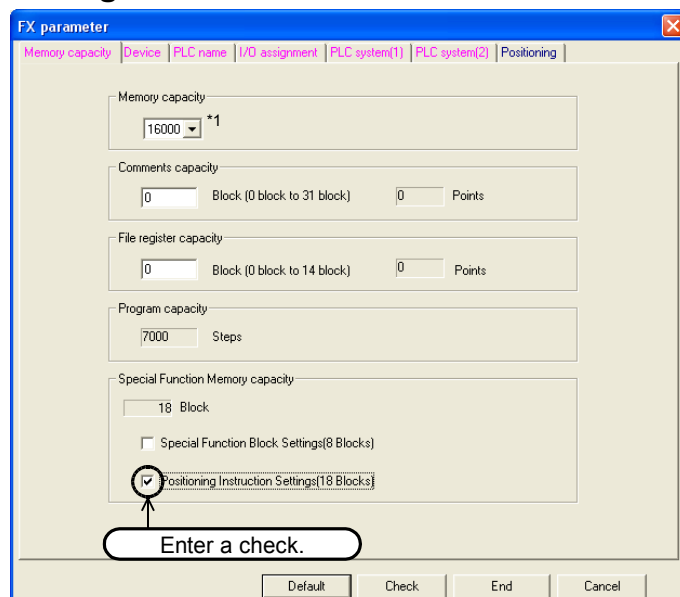 FX parameter
Memory capacity Device PLC name I/O assignment PLC system(1) PLC system(2) Positioning
Memory capacity
16000 *1
Comments capacity
0 Block (0 block to 31 block) 0 Points
File register capacity
0 Block (0 block to 14 block) 0 Points
Program capacity
7000 Steps
Special Function Memory capacity
18 Block
Special Function Block Settings(8 Blocks)
Positioning Instruction Settings(18 Blocks)
Enter a check.
Default Check End Cancel